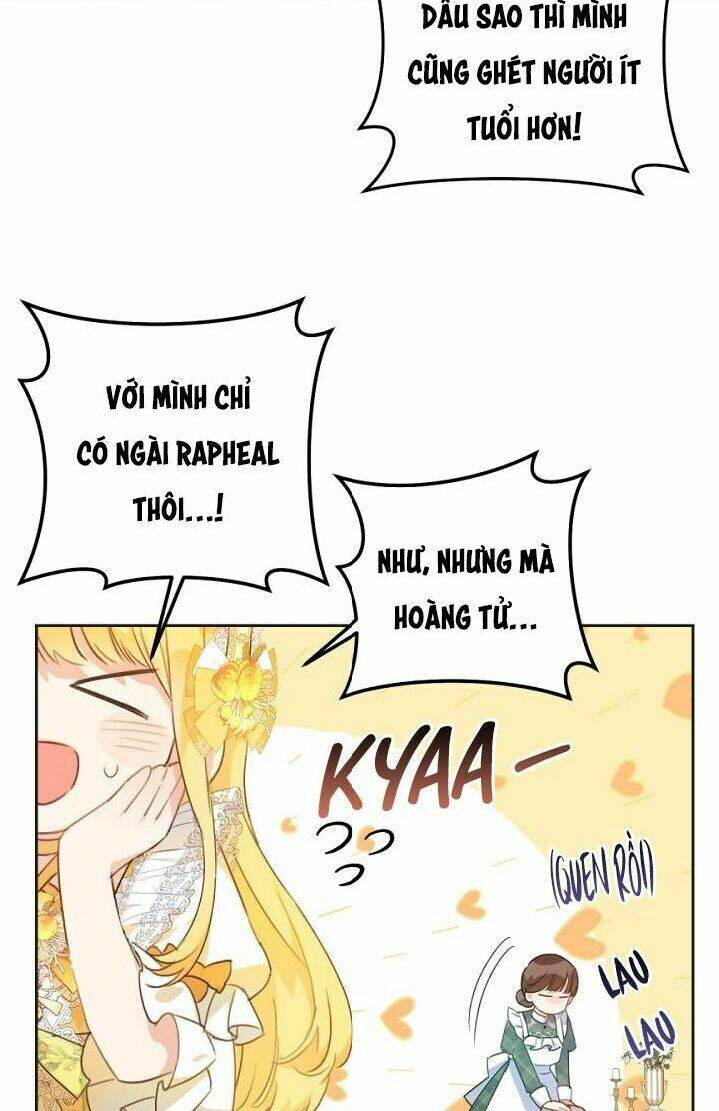 DẪU SAO THÌ MÌNH
CŨNG GHÉT NGƯỜI ÍT
TUỔI HƠN!
VỚI MÌNH CHỈ
CÓ NGÀI RAPHEAL
THÔI...!
NHƯ, NHƯNG MÀ
HOÀNG TỬ...
KYAA –
(QUEN RỒI)
LAU
LAU